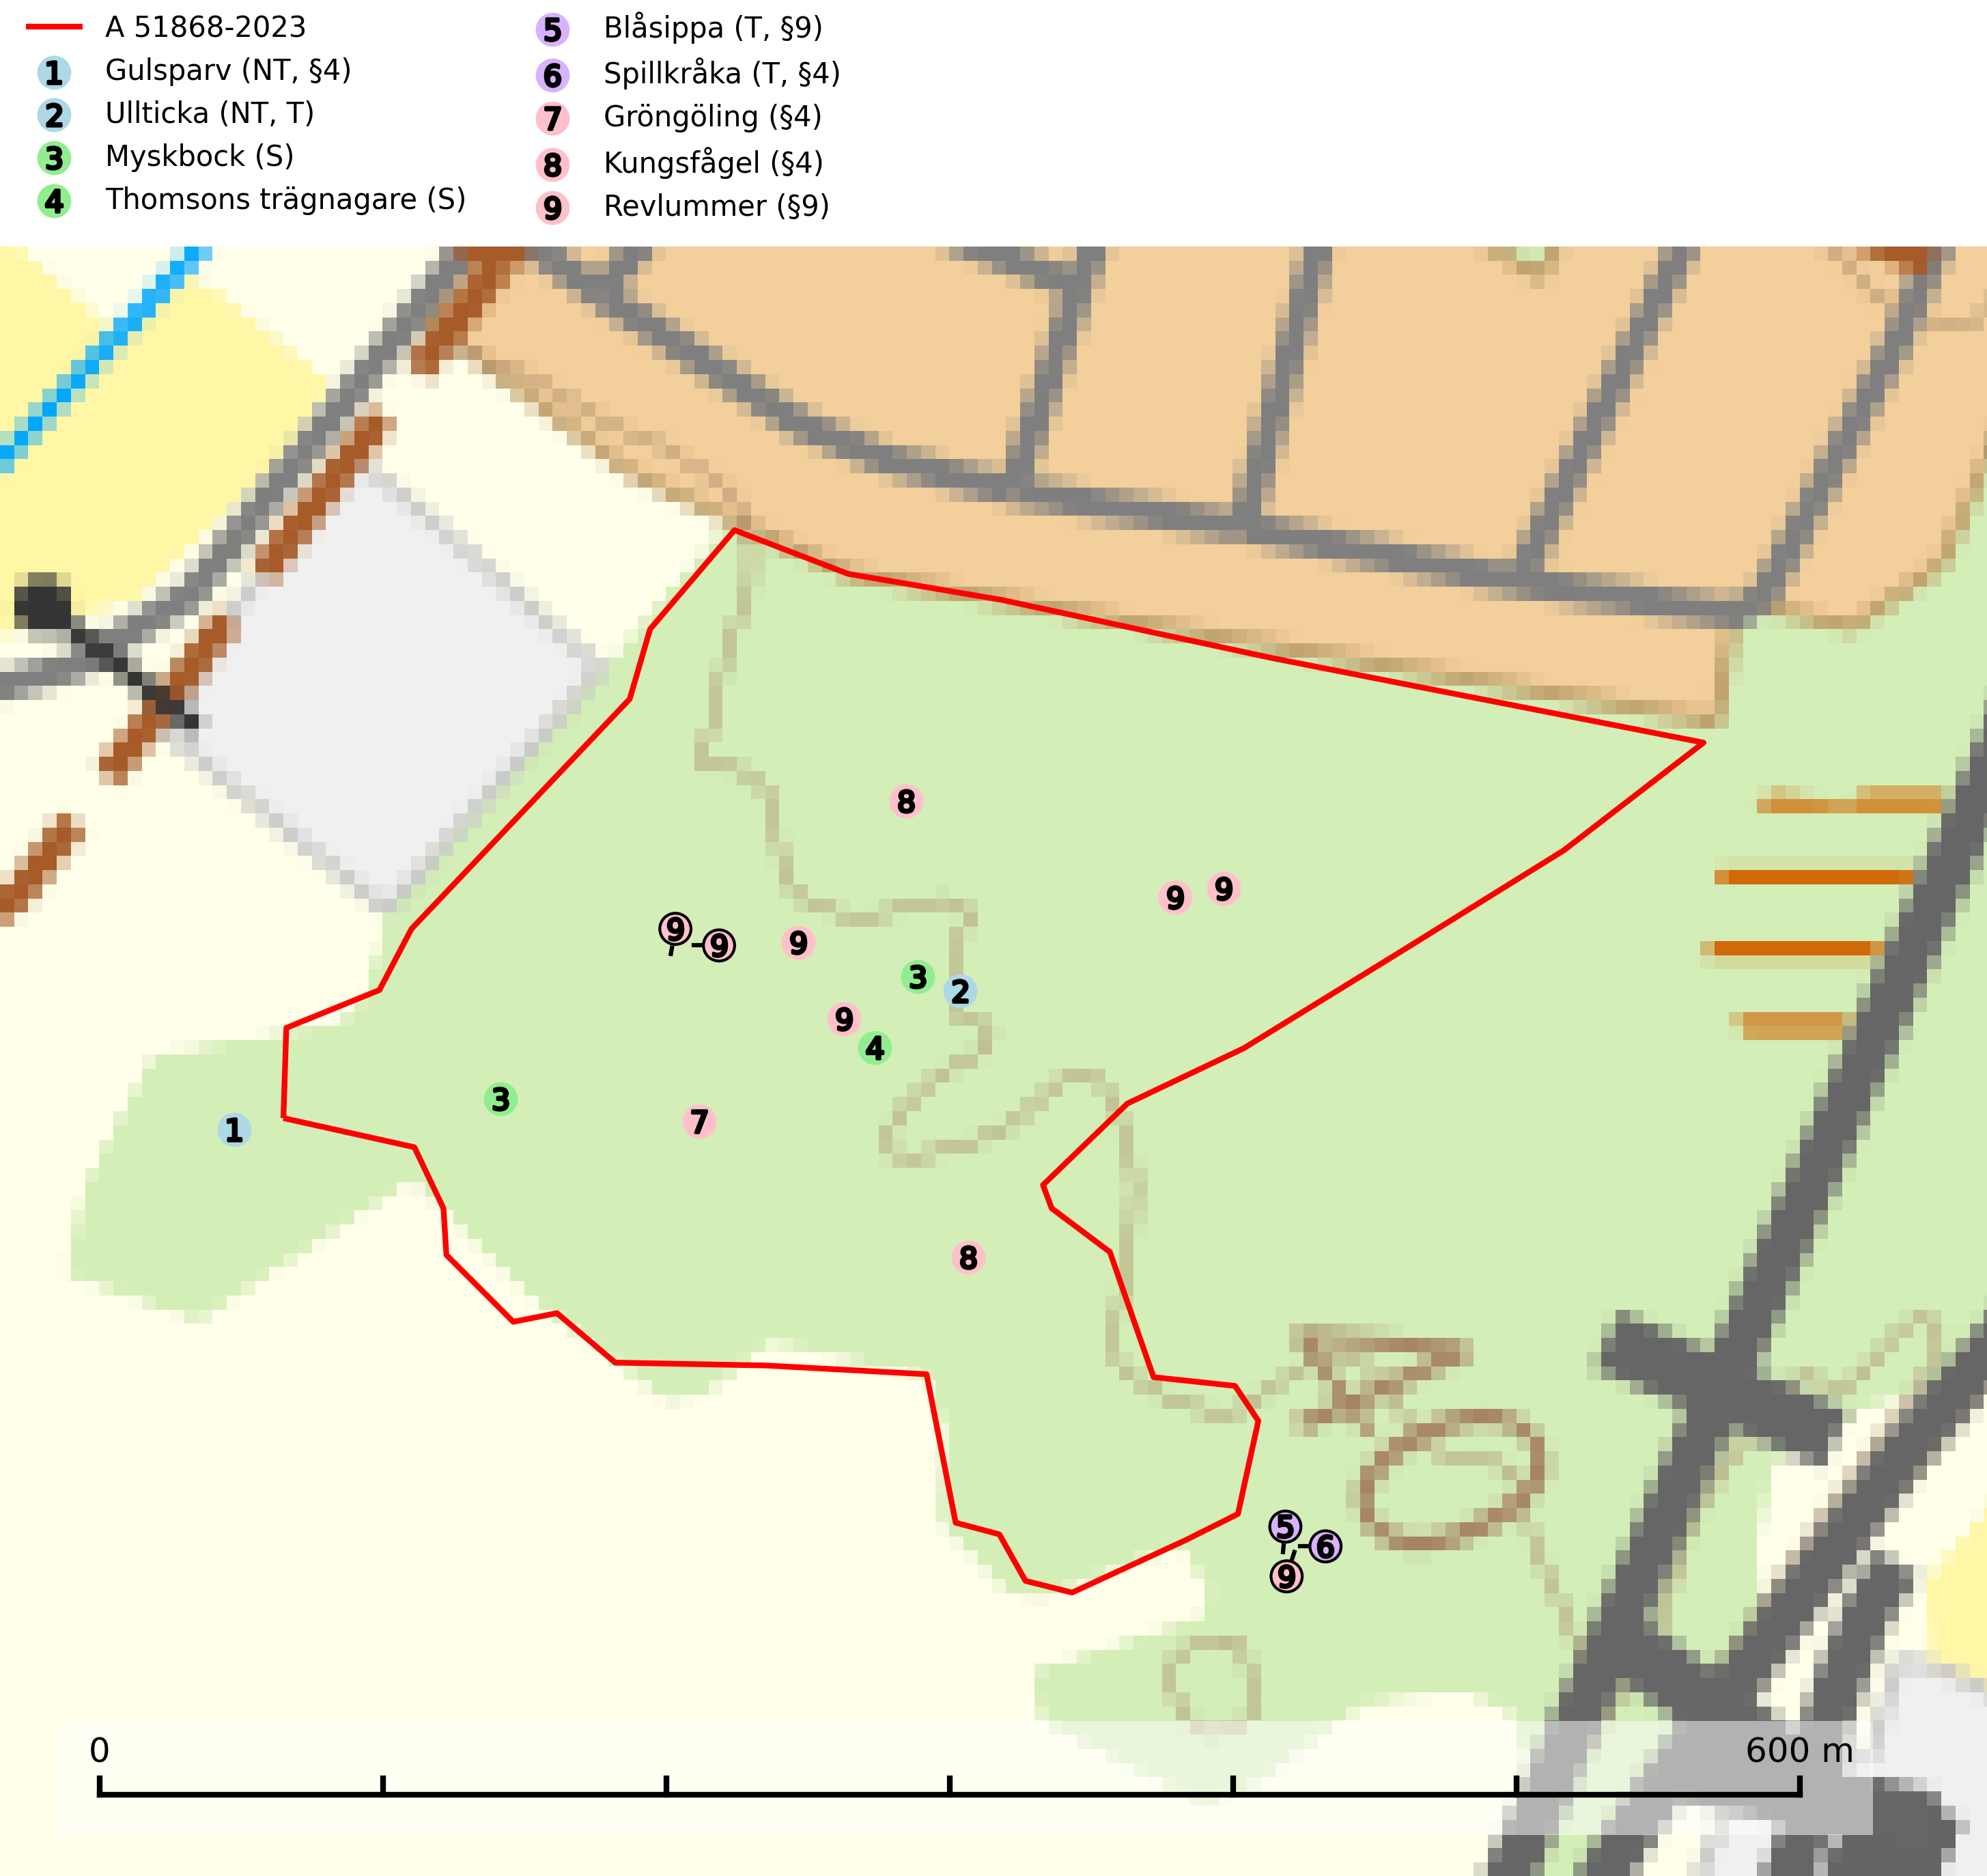 A 51868-2023
1 Gulsparv (NT, §4)
2 Ullticka (NT, T)
3 Myskbock (S)
4 Thomsons trägnagare (S)
5 Blåsippa (T, §9)
6 Spillkråka (T, §4)
7 Gröngöling (§4)
8 Kungsfågel (§4)
9 Revlummer (§9)
8
9 9
9 9 9
3 2
9
4
3
7
1
8
5
6
9
0 600 m